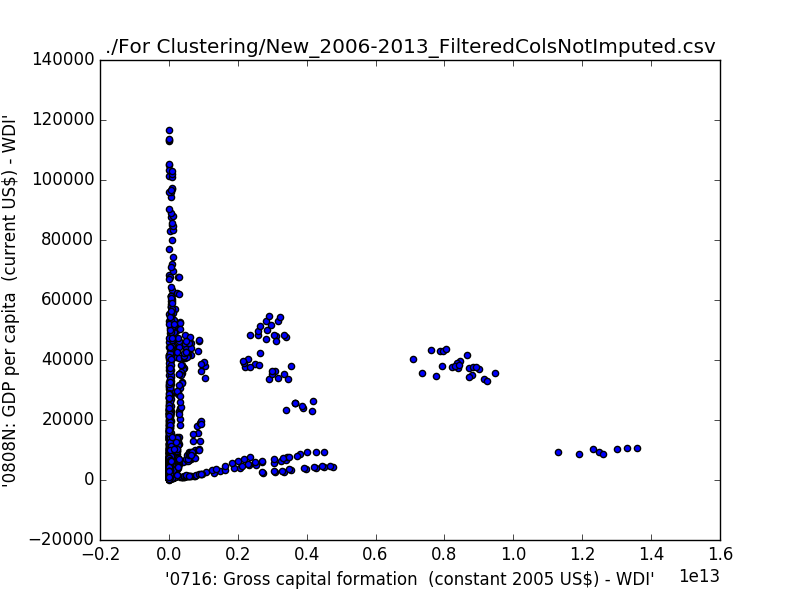 ./For Clustering/New_2006-2013_FilteredColsNotImputed.csv
'0808N: GDP per capita  (current US$) - WDI'
140000
120000
100000
80000
60000
40000
20000
0
−20000
−0.2 0.0 0.2 0.4 0.6 0.8 1.0 1.2 1.4 1.6
1e13
'0716: Gross capital formation  (constant 2005 US$) - WDI'